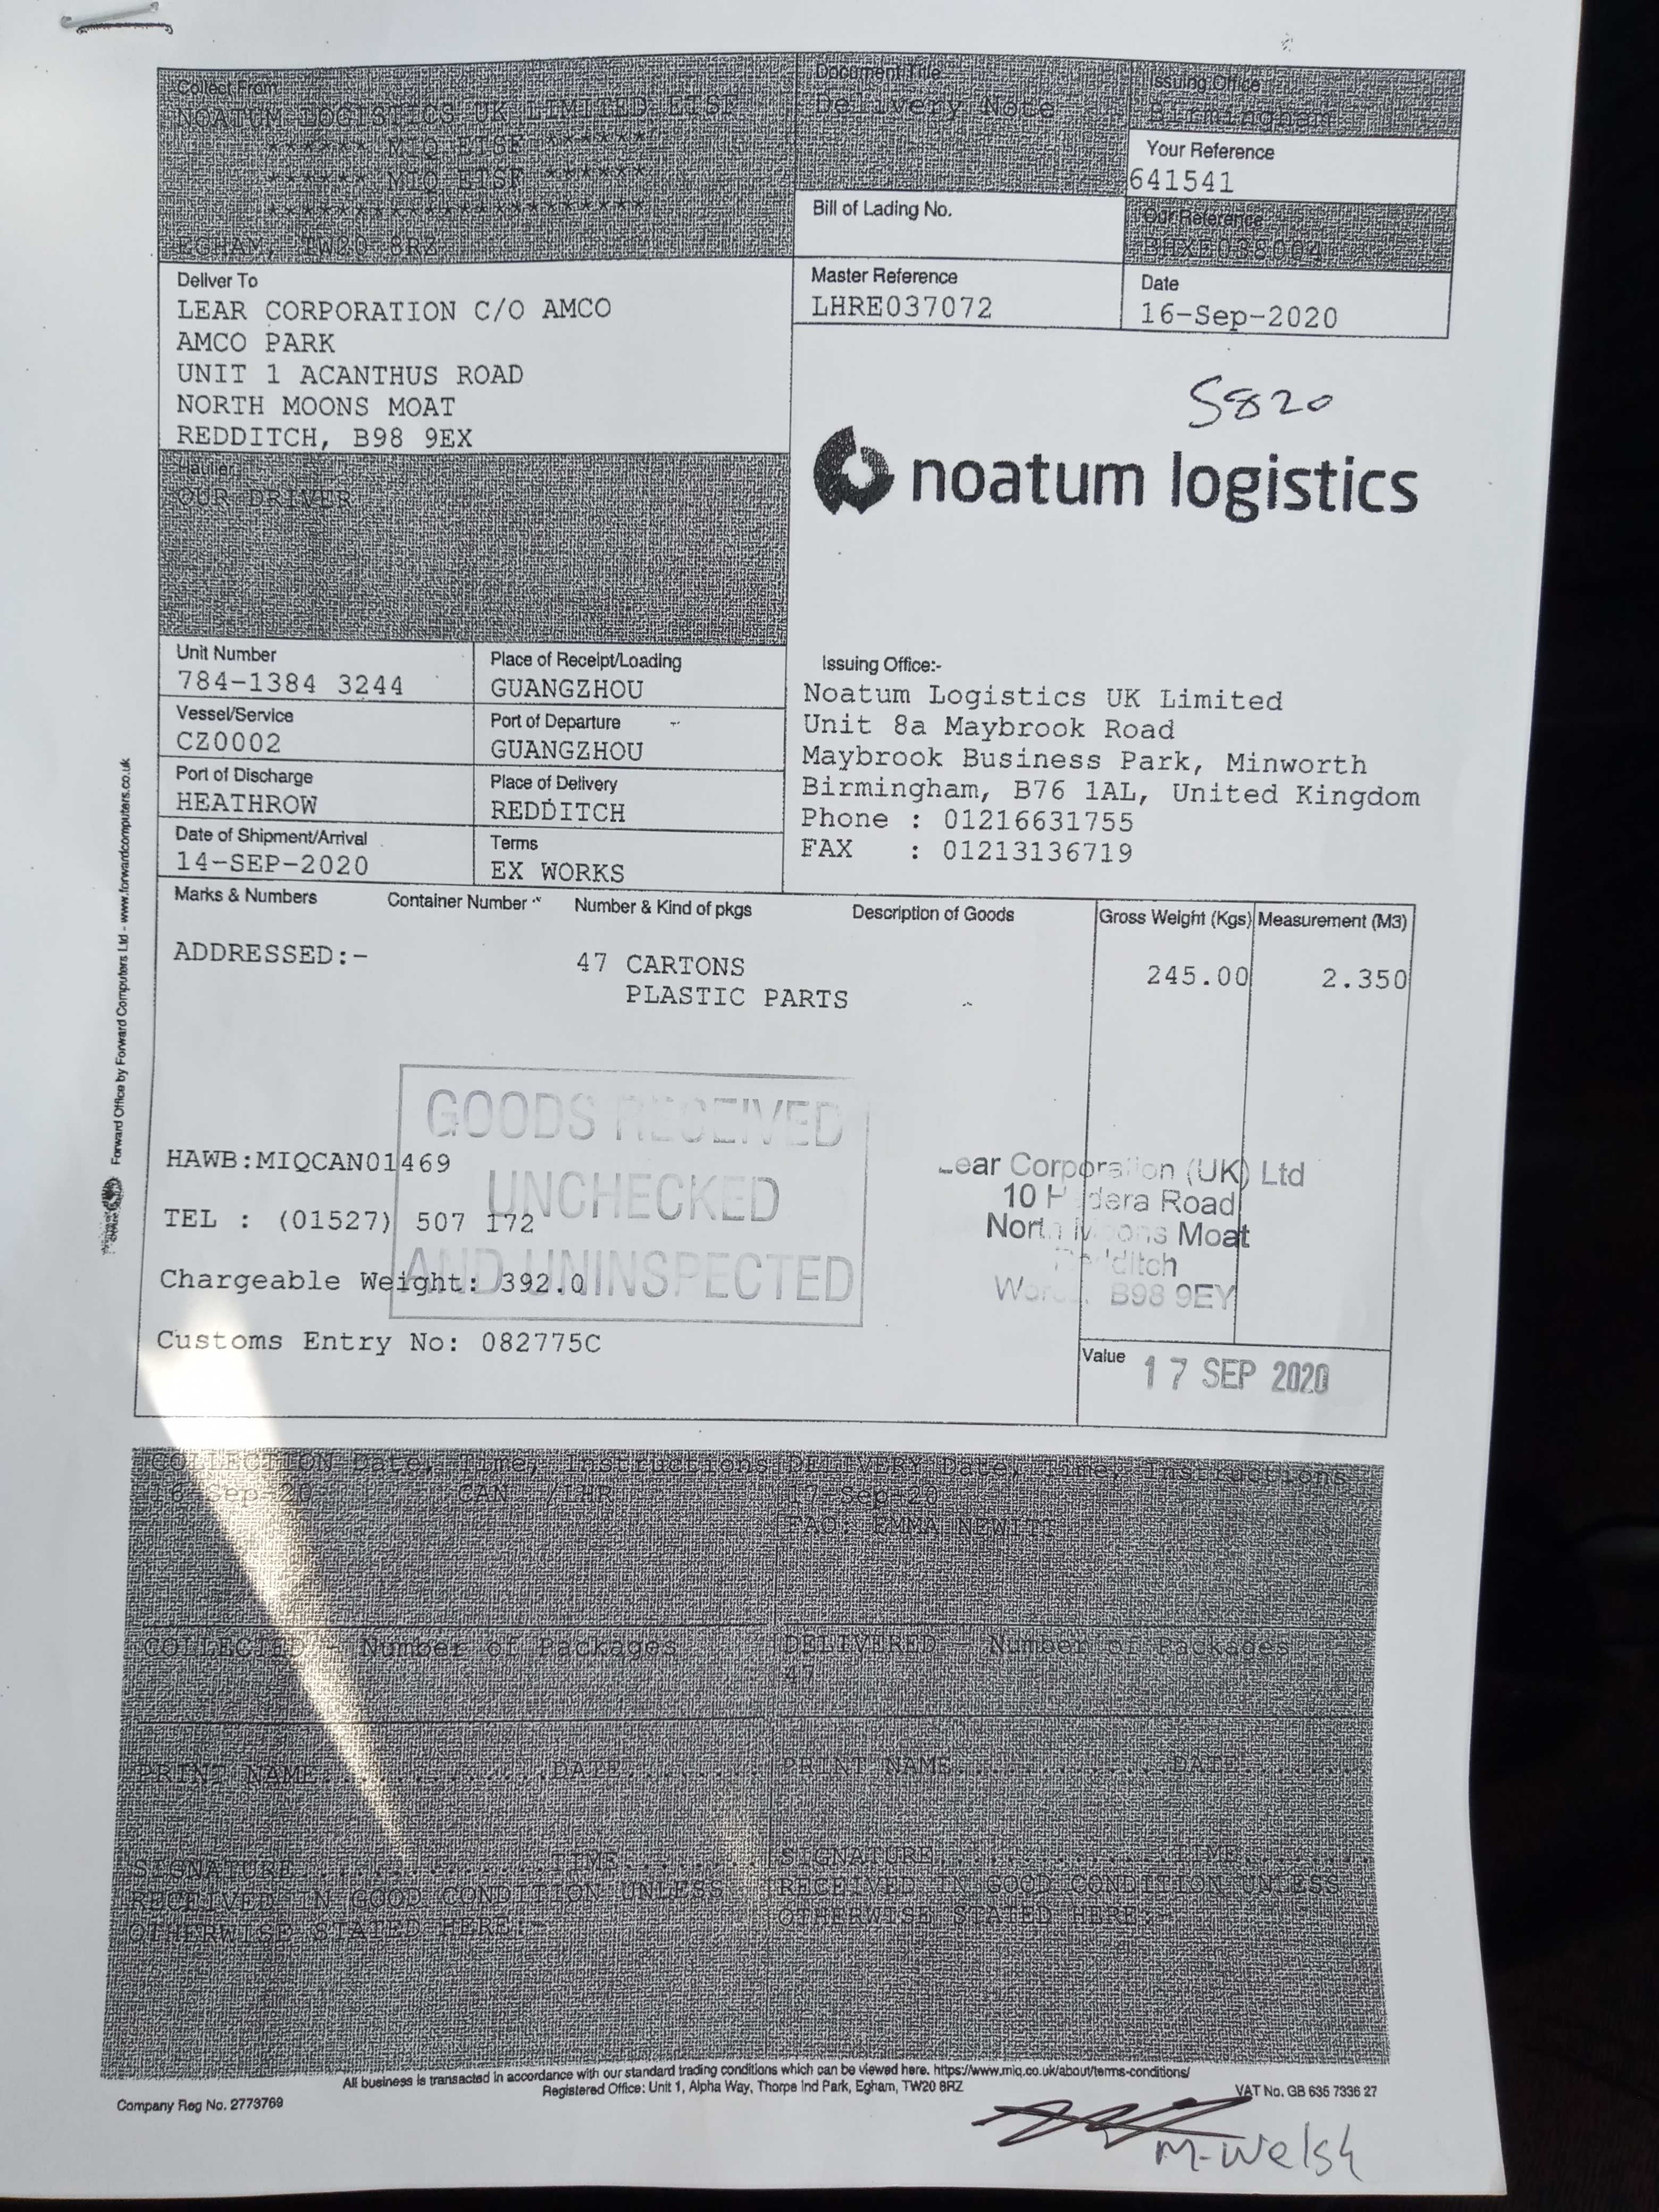 Collect From
NOATUM LOGISTICS UK LIMITED ETSF
****** MIQ ETSF ******
****** MIQ ETSF ******
**********************
EGHAM, TW20 8RZ
Document Title
Delivery Note
Issuing Office
Birmingham
Your Reference
641541
Bill of Lading No.
Our Reference
BHXE038004
Deliver To
LEAR CORPORATION C/O AMCO
AMCO PARK
UNIT 1 ACANTHUS ROAD
NORTH MOONS MOAT
REDDITCH, B98 9EX
Master Reference
LHRE037072
Date
16-Sep-2020
S820
noatum logistics
Haulier
OUR DRIVER
Unit Number
784-1384 3244
Place of Receipt/Loading
GUANGZHOU
Vessel/Service
CZ0002
Port of Departure
GUANGZHOU
Port of Discharge
HEATHROW
Place of Delivery
REDDITCH
Date of Shipment/Arrival
14-SEP-2020
Terms
EX WORKS
Issuing Office:-
Noatum Logistics UK Limited
Unit 8a Maybrook Road
Maybrook Business Park, Minworth
Birmingham, B76 1AL, United Kingdom
Phone : 01216631755
FAX : 01213136719
Marks & Numbers Container Number Number & Kind of pkgs Description of Goods Gross Weight (Kgs) Measurement (M3)
ADDRESSED:- 47 CARTONS 245.00 2.350
PLASTIC PARTS
GOODS RECEIVED
UNCHECKED
AND UNINSPECTED
HAWB:MIQCAN01469
TEL : (01527) 507 172
Chargeable Weight: 392.0
Customs Entry No: 082775C
Lear Corporation (UK) Ltd
10 Road
North Moons Moat
Redditch
B98 9EY
Value
17 SEP 2020
Forward Office by Forward Computers Ltd - www.forwardcomputers.co.uk
COLLECTION Date, Time, Instructions
16-Sep-20 CAN /LHR
DELIVERY Date, Time, Instructions
17-Sep-20
FAO: EMMA NEWITT
COLLECTED - Number of Packages
DELIVERED - Number of Packages
47
PRINT NAME..............DATE........
PRINT NAME..............DATE........
SIGNATURE...............TIME........
RECEIVED IN GOOD CONDITION UNLESS
OTHERWISE STATED HERE:-
SIGNATURE...............TIME........
RECEIVED IN GOOD CONDITION UNLESS
OTHERWISE STATED HERE:-
All business is transacted in accordance with our standard trading conditions which can be viewed here. https://www.miq.co.uk/about/terms-conditions/
Registered Office: Unit 1, Alpha Way, Thorpe Ind Park, Egham, TW20 8RZ
Company Reg No. 2773769
VAT No. GB 635 7336 27
M-Welsh